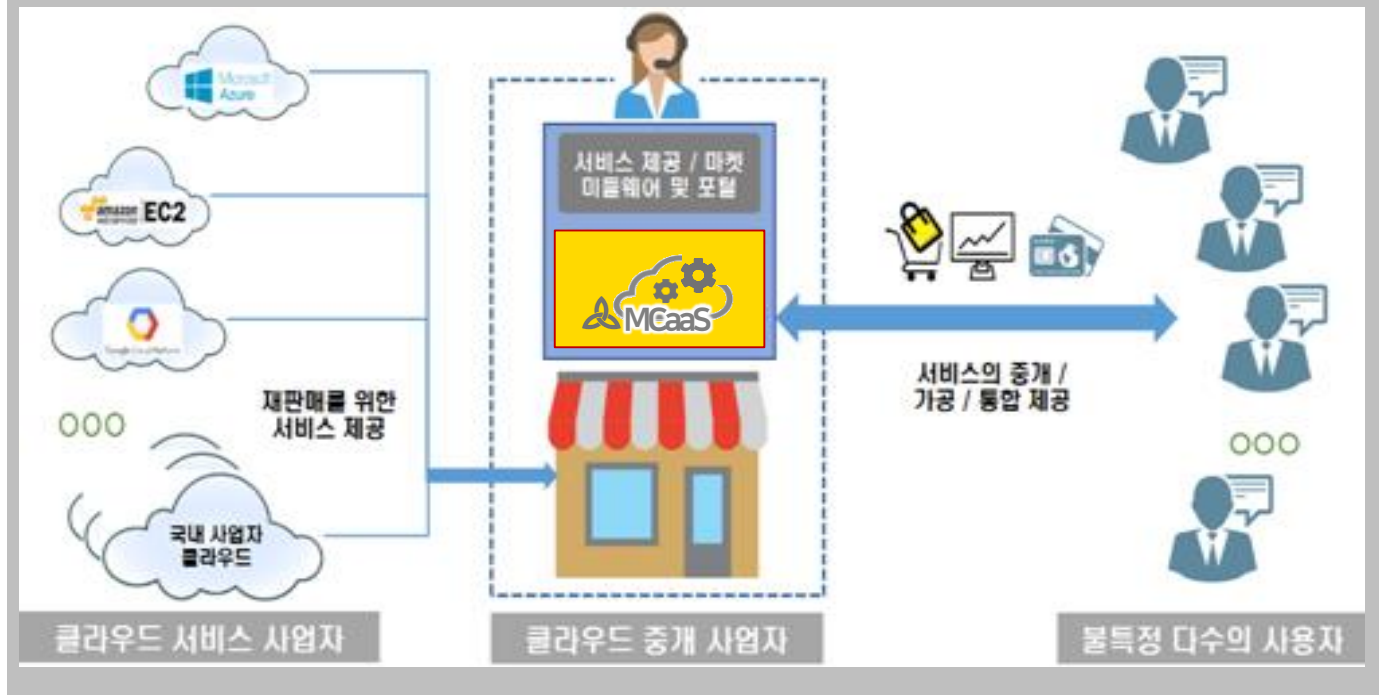 Microsoft
Azure
amazon
EC2
Google Cloud Platform
재판매를 위한
서비스 제공
국내 사업자
클라우드
클라우드 서비스 사업자
서비스 제공 / 마켓
미들웨어 및 포털
MCaaS
클라우드 중개 사업자
서비스의 중개 /
가공 / 통합 제공
불특정 다수의 사용자